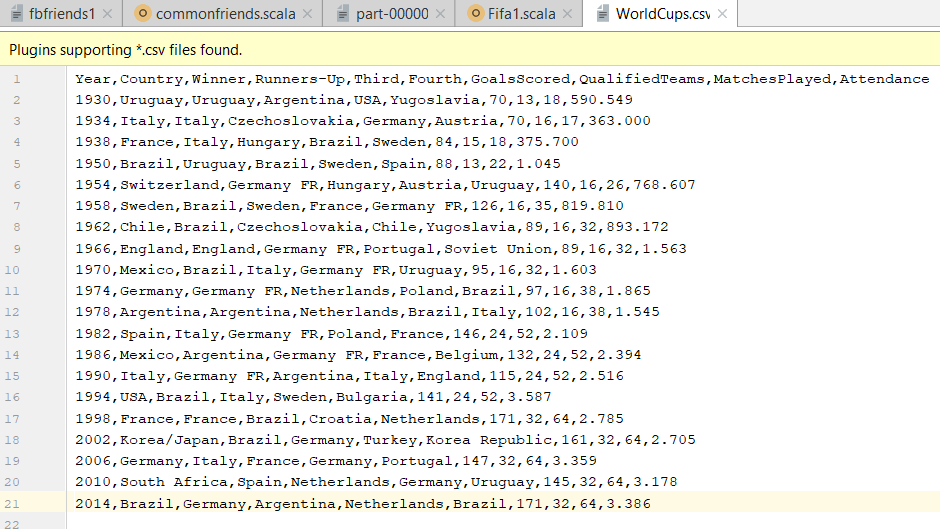 fbfriends1 commonfriends.scala part-00000 Fifa1.scala WorldCups.csv
Plugins supporting *.csv files found.
1 Year,Country,Winner,Runners-Up,Third,Fourth,GoalsScored,QualifiedTeams,MatchesPlayed,Attendance
2 1930,Uruguay,Uruguay,Argentina,USA,Yugoslavia,70,13,18,590.549
3 1934,Italy,Italy,Czechoslovakia,Germany,Austria,70,16,17,363.000
4 1938,France,Italy,Hungary,Brazil,Sweden,84,15,18,375.700
5 1950,Brazil,Uruguay,Brazil,Sweden,Spain,88,13,22,1.045
6 1954,Switzerland,Germany FR,Hungary,Austria,Uruguay,140,16,26,768.607
7 1958,Sweden,Brazil,Sweden,France,Germany FR,126,16,35,819.810
8 1962,Chile,Brazil,Czechoslovakia,Chile,Yugoslavia,89,16,32,893.172
9 1966,England,England,Germany FR,Portugal,Soviet Union,89,16,32,1.563
10 1970,Mexico,Brazil,Italy,Germany FR,Uruguay,95,16,32,1.603
11 1974,Germany,Germany FR,Netherlands,Poland,Brazil,97,16,38,1.865
12 1978,Argentina,Argentina,Netherlands,Brazil,Italy,102,16,38,1.545
13 1982,Spain,Italy,Germany FR,Poland,France,146,24,52,2.109
14 1986,Mexico,Argentina,Germany FR,France,Belgium,132,24,52,2.394
15 1990,Italy,Germany FR,Argentina,Italy,England,115,24,52,2.516
16 1994,USA,Brazil,Italy,Sweden,Bulgaria,141,24,52,3.587
17 1998,France,France,Brazil,Croatia,Netherlands,171,32,64,2.785
18 2002,Korea/Japan,Brazil,Germany,Turkey,Korea Republic,161,32,64,2.705
19 2006,Germany,Italy,France,Germany,Portugal,147,32,64,3.359
20 2010,South Africa,Spain,Netherlands,Germany,Uruguay,145,32,64,3.178
21 2014,Brazil,Germany,Argentina,Netherlands,Brazil,171,32,64,3.386
22